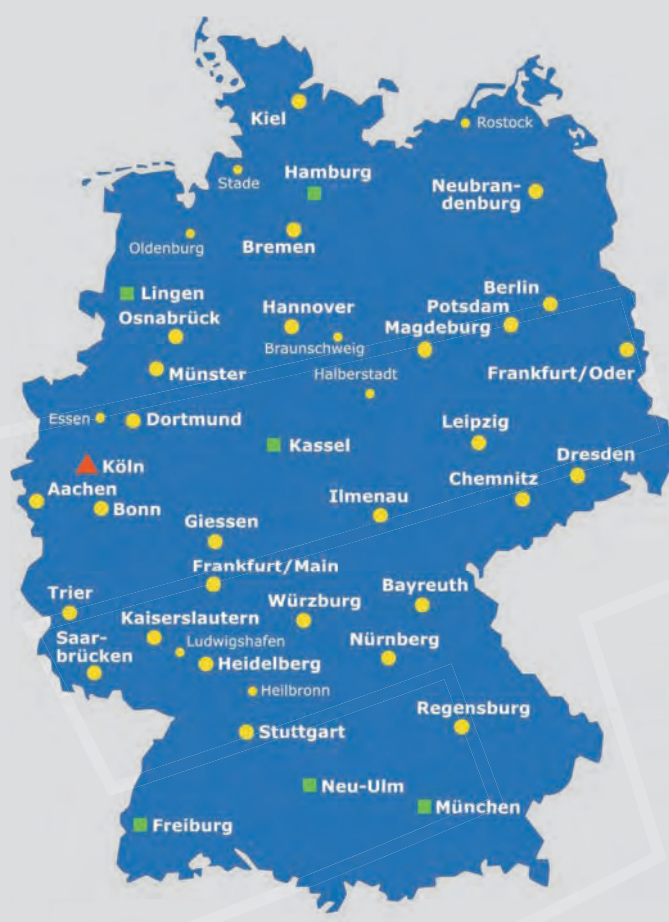 Kiel
Rostock
Stade
Hamburg
Neubran-
denburg
Oldenburg
Bremen
Lingen
Berlin
Hannover
Potsdam
Osnabrück
Magdeburg
Braunschweig
Münster
Halberstadt
Frankfurt/Oder
Essen
Dortmund
Leipzig
Kassel
Dresden
Köln
Chemnitz
Aachen
Ilmenau
Bonn
Giessen
Frankfurt/Main
Bayreuth
Trier
Würzburg
Kaiserslautern
Saar-
brücken
Ludwigshafen
Nürnberg
Heidelberg
Heilbronn
Regensburg
Stuttgart
Neu-Ulm
München
Freiburg